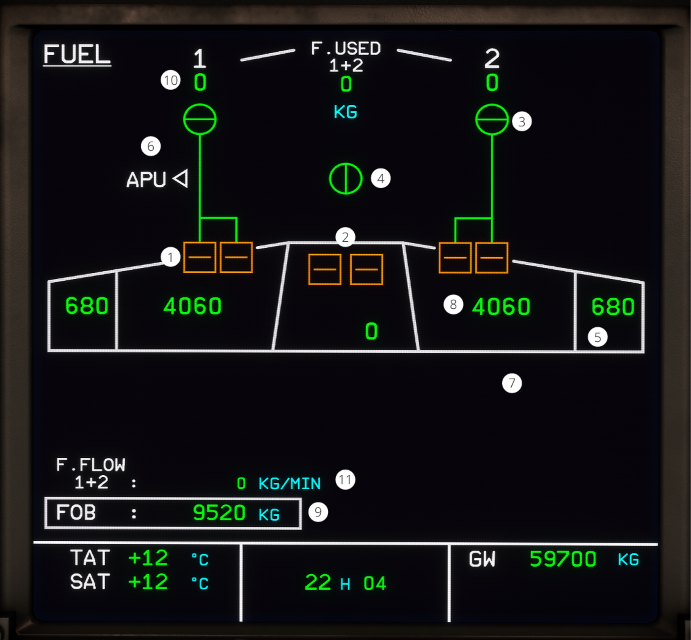 FUEL
1
F.USED
1+2
2
10
0
0
0
KG
3
6
APU
4
2
1
680
4060
8
4060
680
0
5
7
F.FLOW
1+2 : 0 KG/MIN
11
FOB : 9520 KG
9
TAT +12 °C
GW 59700 KG
SAT +12 °C
22 H 04